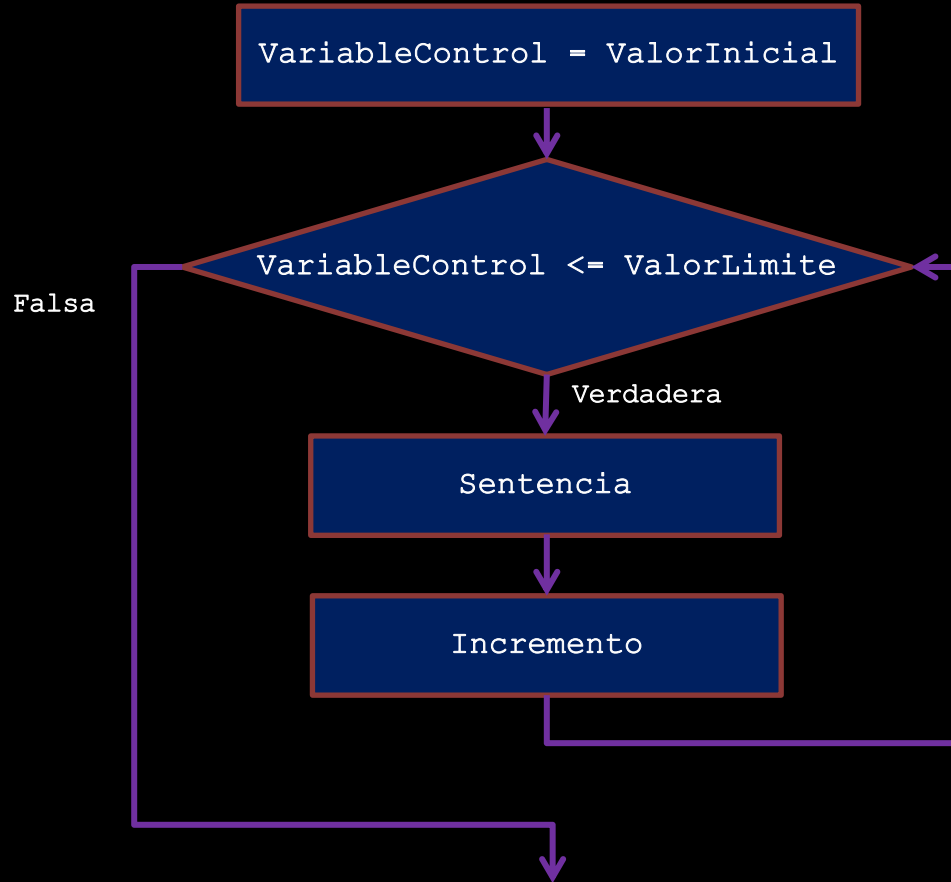 VariableControl = ValorInicial
VariableControl <= ValorLimite
Falsa
Verdadera
Sentencia
Incremento